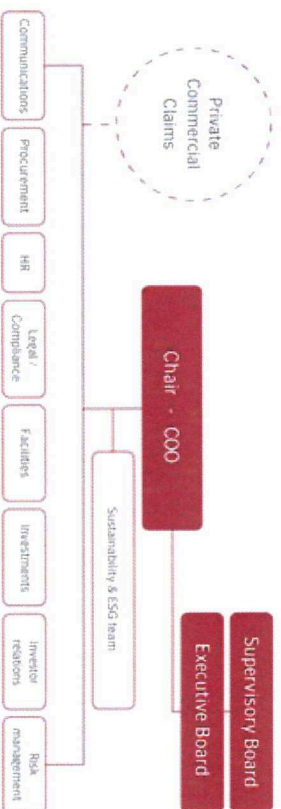 Private
Commercial
Claims
Supervisory Board
Executive Board
Chair - COO
Sustainability & ESG team
Communications
Procurement
HR
Legal /
Compliance
Facilities
Investments
Investor
relations
Risk
management